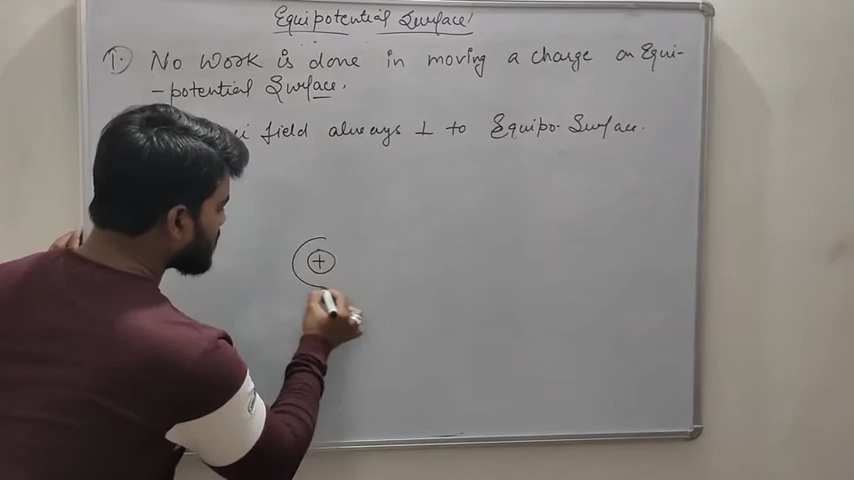 Equipotential Surface
1. No work is done in moving a charge on Equi-
-potential Surface.
field always ⊥ to Equipo. Surface.
+